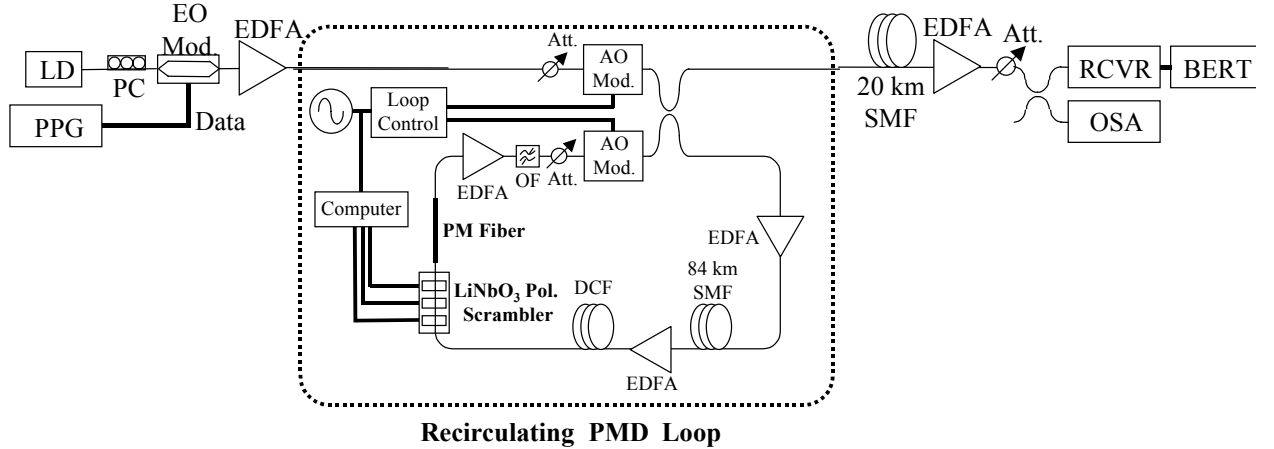 EO
Mod.
EDFA
LD
PC
PPG
Data
Att.
AO
Mod.
Loop
Control
AO
Mod.
EDFA
OF
Att.
Computer
PM Fiber
LiNbO3 Pol.
Scrambler
DCF
84 km
SMF
EDFA
EDFA
20 km
SMF
EDFA
Att.
RCVR
BERT
OSA
Recirculating PMD Loop